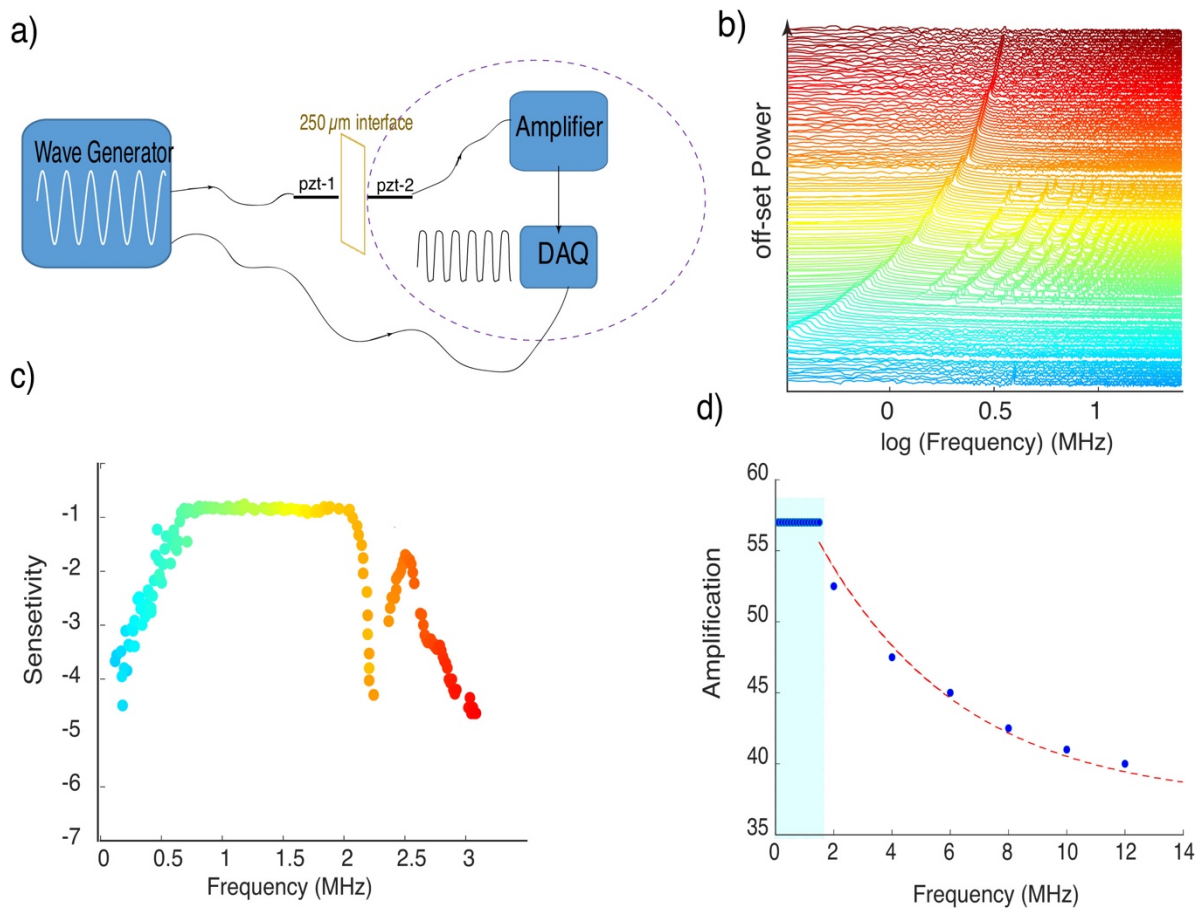 a)
Wave Generator
250 µm interface
pzt-1
pzt-2
Amplifier
DAQ
b)
off-set Power
0
0.5
1
log (Frequency) (MHz)
c)
Sensetivity
-1
-2
-3
-4
-5
-6
-7
0
0.5
1
1.5
2
2.5
3
Frequency (MHz)
d)
Amplification
60
55
50
45
40
35
0
2
4
6
8
10
12
14
Frequency (MHz)